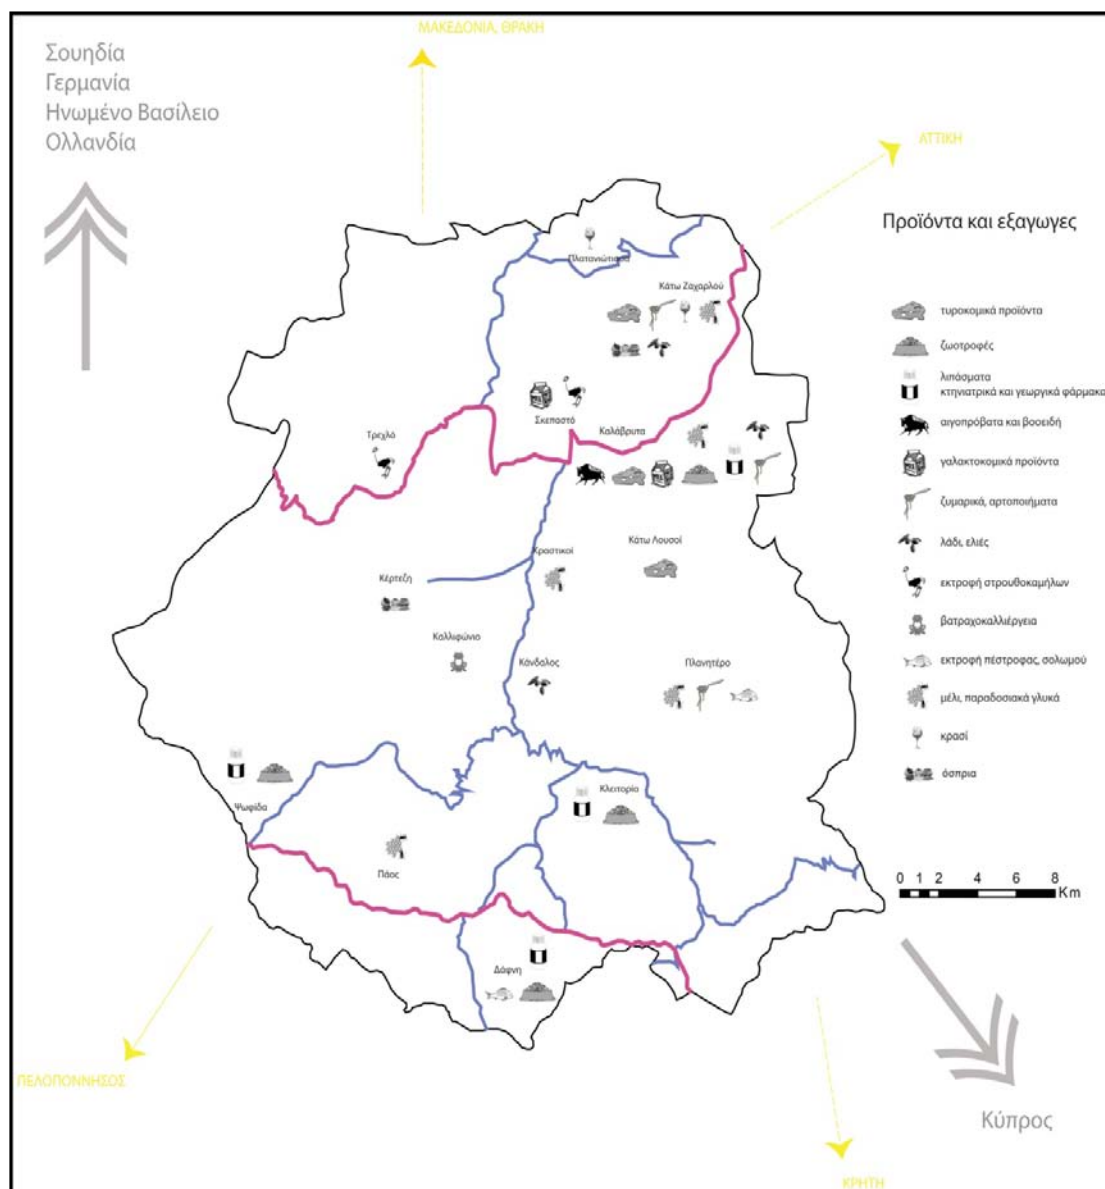 ΜΑΚΕΔΟΝΙΑ, ΘΡΑΚΗ
Σουηδία
Γερμανία
Ηνωμένο Βασίλειο
Ολλανδία
ΑΤΤΙΚΗ
Προϊόντα και εξαγωγες
Πλατανιώτισσα
Κάτω Ζαχαρλού
τυροκομικά προϊόντα
ζωοτροφές
λιπάσματα
κτηνιατρικά και γεωργικά φάρμακα
αιγοπρόβατα και βοοειδή
γαλακτοκομικά προϊόντα
ζυμαρικά, αρτοποιήματα
λάδι, ελιές
εκτροφή στρουθοκαμήλων
βατραχοκαλλιέργεια
εκτροφή πέστροφας, σολωμού
μέλι, παραδοσιακά γλυκά
κρασί
όσπρια
Σκεπαστό
Καλάβρυτα
Τρεχλό
Κραστικοί
Κάτω Λουσοί
Κέρτεζη
Καλλιφώνιο
Κάνδαλος
Πλανητέρο
Ψωφίδα
Κλειτορία
Πάος
Δάφνη
0 1 2 4 6 8
Km
ΠΕΛΟΠΟΝΝΗΣΟΣ
Κύπρος
ΚΡΗΤΗ